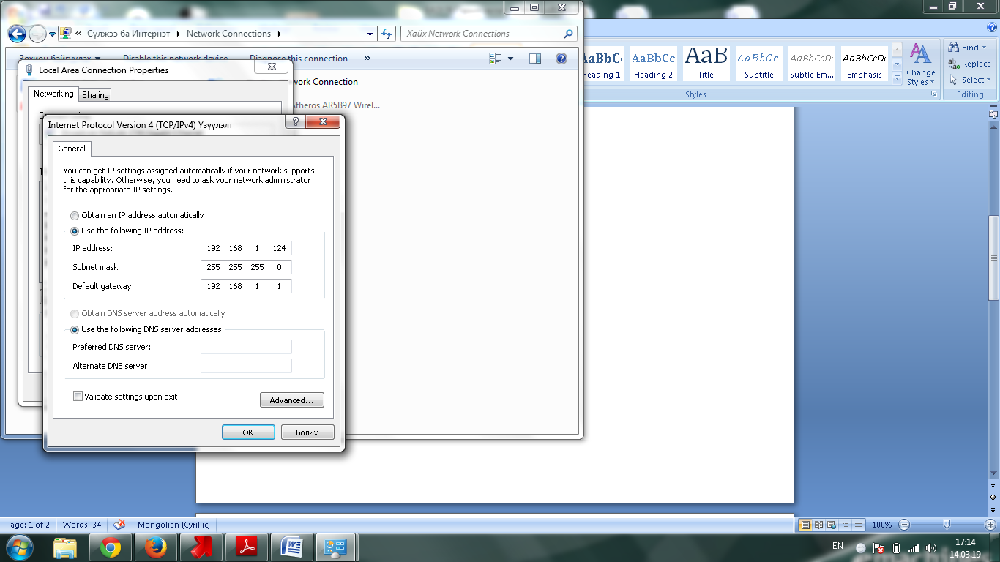 « Сүлжээ ба Интернэт Network Connections
Хайх Network Connections
Зохион байгуулах Disable this network device Diagnose this connection »
Local Area Connection Properties
Networking Sharing
work Connection
Atheros AR5B97 Wirel...
Internet Protocol Version 4 (TCP/IPv4) Үзүүлэлт
General
You can get IP settings assigned automatically if your network supports
this capability. Otherwise, you need to ask your network administrator
for the appropriate IP settings.
Obtain an IP address automatically
Use the following IP address:
IP address: 192 . 168 . 1 . 124
Subnet mask: 255 . 255 . 255 . 0
Default gateway: 192 . 168 . 1 . 1
Obtain DNS server address automatically
Use the following DNS server addresses:
Preferred DNS server: . . .
Alternate DNS server: . . .
Validate settings upon exit
Advanced...
OK Болих
AaBbCc AaBbCc AaB AaBbCc. AaBbCcDc AaBbCcDc
Heading 1 Heading 2 Title Subtitle Subtle Em... Emphasis
Change
Styles
Styles
Find
Replace
Select
Editing
Page: 1 of 2 Words: 34 Mongolian (Cyrillic) 100%
EN 17:14
14.03.19